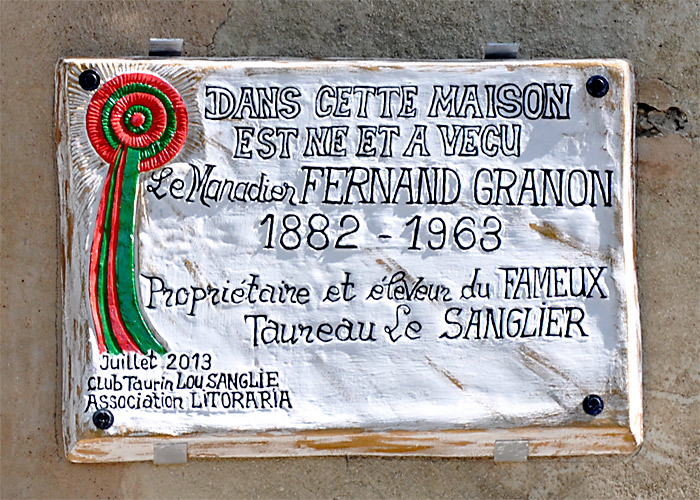 DANS CETTE MAISON
EST NE ET A VECU
Le Manadier FERNAND GRANON
1882 - 1963
Propriétaire et éleveur du FAMEUX
Taureau Le SANGLIER
Juillet 2013
Club Taurin LOU SANGLIE
Association LITORARIA